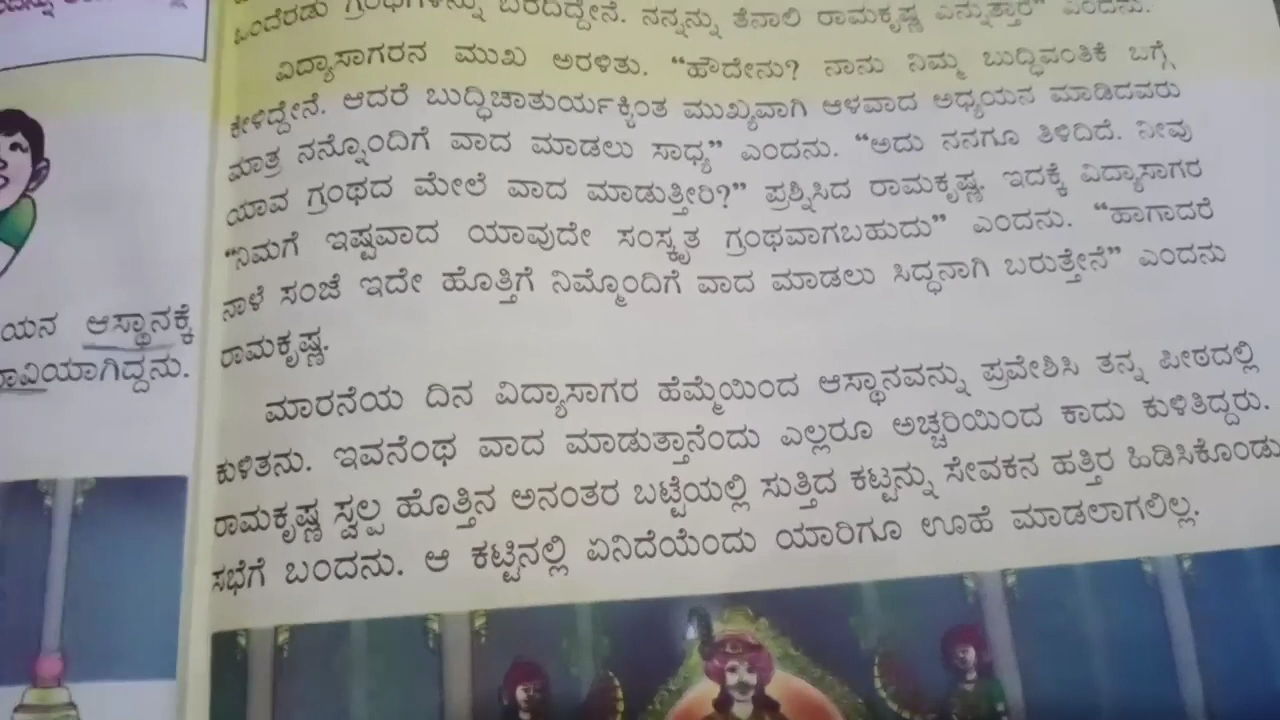 ಒಂದೆರಡು ಗ್ರಂಥಗಳನ್ನು ಬರೆದಿದ್ದೇನೆ. ನನ್ನನ್ನು ತೆನಾಲಿ ರಾಮಕೃಷ್ಣ ಎನ್ನುತ್ತಾರೆ” ಎಂದನು.
ವಿದ್ಯಾಸಾಗರನ ಮುಖ ಅರಳಿತು. “ಹೌದೇನು? ನಾನು ನಿಮ್ಮ ಬುದ್ಧಿವಂತಿಕೆ ಬಗ್ಗೆ
ಕೇಳಿದ್ದೇನೆ. ಆದರೆ ಬುದ್ಧಿಚಾತುರ್ಯಕ್ಕಿಂತ ಮುಖ್ಯವಾಗಿ ಆಳವಾದ ಅಧ್ಯಯನ ಮಾಡಿದವರು
ಮಾತ್ರ ನನ್ನೊಂದಿಗೆ ವಾದ ಮಾಡಲು ಸಾಧ್ಯ” ಎಂದನು. “ಅದು ನನಗೂ ತಿಳಿದಿದೆ. ನೀವು
ಯಾವ ಗ್ರಂಥದ ಮೇಲೆ ವಾದ ಮಾಡುತ್ತೀರಿ?” ಪ್ರಶ್ನಿಸಿದ ರಾಮಕೃಷ್ಣ. ಇದಕ್ಕೆ ವಿದ್ಯಾಸಾಗರ
“ನಿಮಗೆ ಇಷ್ಟವಾದ ಯಾವುದೇ ಸಂಸ್ಕೃತ ಗ್ರಂಥವಾಗಬಹುದು” ಎಂದನು. “ಹಾಗಾದರೆ
ನಾಳೆ ಸಂಜೆ ಇದೇ ಹೊತ್ತಿಗೆ ನಿಮ್ಮೊಂದಿಗೆ ವಾದ ಮಾಡಲು ಸಿದ್ಧನಾಗಿ ಬರುತ್ತೇನೆ” ಎಂದನು
ರಾಮಕೃಷ್ಣ.
ಮಾರನೆಯ ದಿನ ವಿದ್ಯಾಸಾಗರ ಹೆಮ್ಮೆಯಿಂದ ಆಸ್ಥಾನವನ್ನು ಪ್ರವೇಶಿಸಿ ತನ್ನ ಪೀಠದಲ್ಲಿ
ಕುಳಿತನು. ಇವನೆಂಥ ವಾದ ಮಾಡುತ್ತಾನೆಂದು ಎಲ್ಲರೂ ಅಚ್ಚರಿಯಿಂದ ಕಾದು ಕುಳಿತಿದ್ದರು.
ರಾಮಕೃಷ್ಣ ಸ್ವಲ್ಪ ಹೊತ್ತಿನ ಅನಂತರ ಬಟ್ಟೆಯಲ್ಲಿ ಸುತ್ತಿದ ಕಟ್ಟನ್ನು ಸೇವಕನ ಹತ್ತಿರ ಹಿಡಿಸಿಕೊಂಡು
ಸಭೆಗೆ ಬಂದನು. ಆ ಕಟ್ಟಿನಲ್ಲಿ ಏನಿದೆಯೆಂದು ಯಾರಿಗೂ ಊಹೆ ಮಾಡಲಾಗಲಿಲ್ಲ.
ಯನ ಆಸ್ಥಾನಕ್ಕೆ
ಯಾಗಿದ್ದನು.